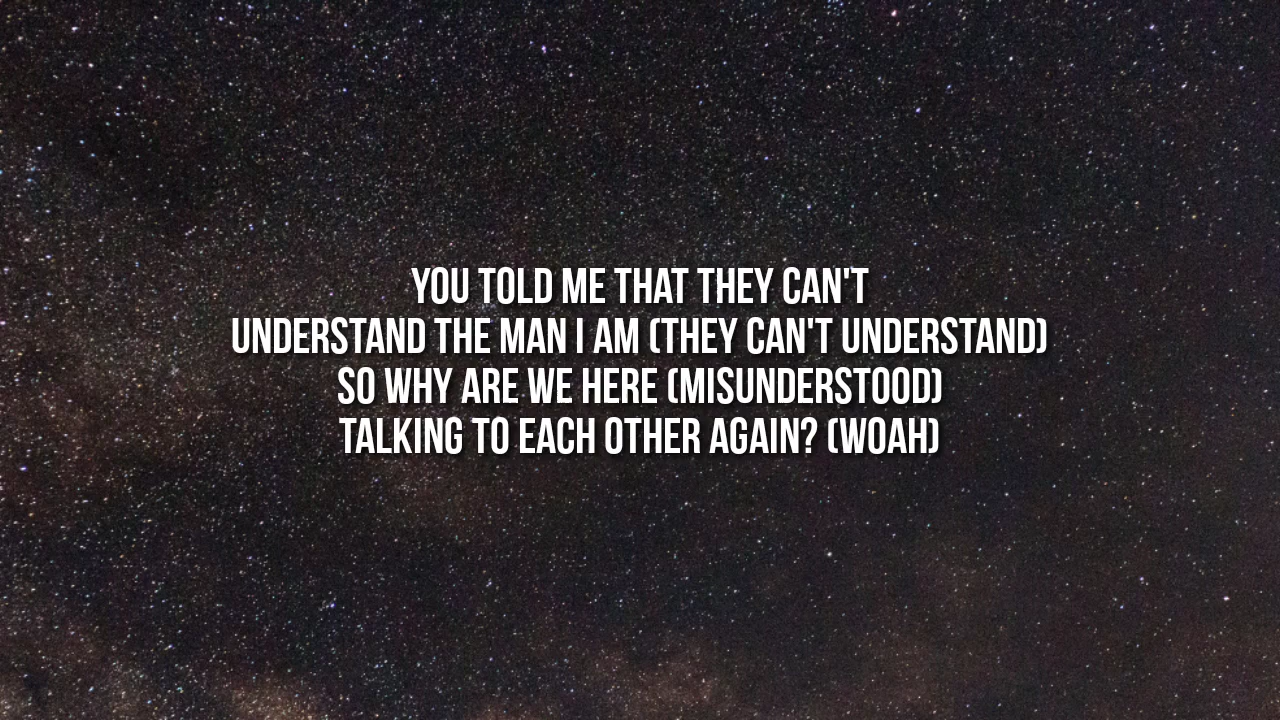 YOU TOLD ME THAT THEY CAN'T
UNDERSTAND THE MAN I AM (THEY CAN'T UNDERSTAND)
SO WHY ARE WE HERE (MISUNDERSTOOD)
TALKING TO EACH OTHER AGAIN? (WOAH)